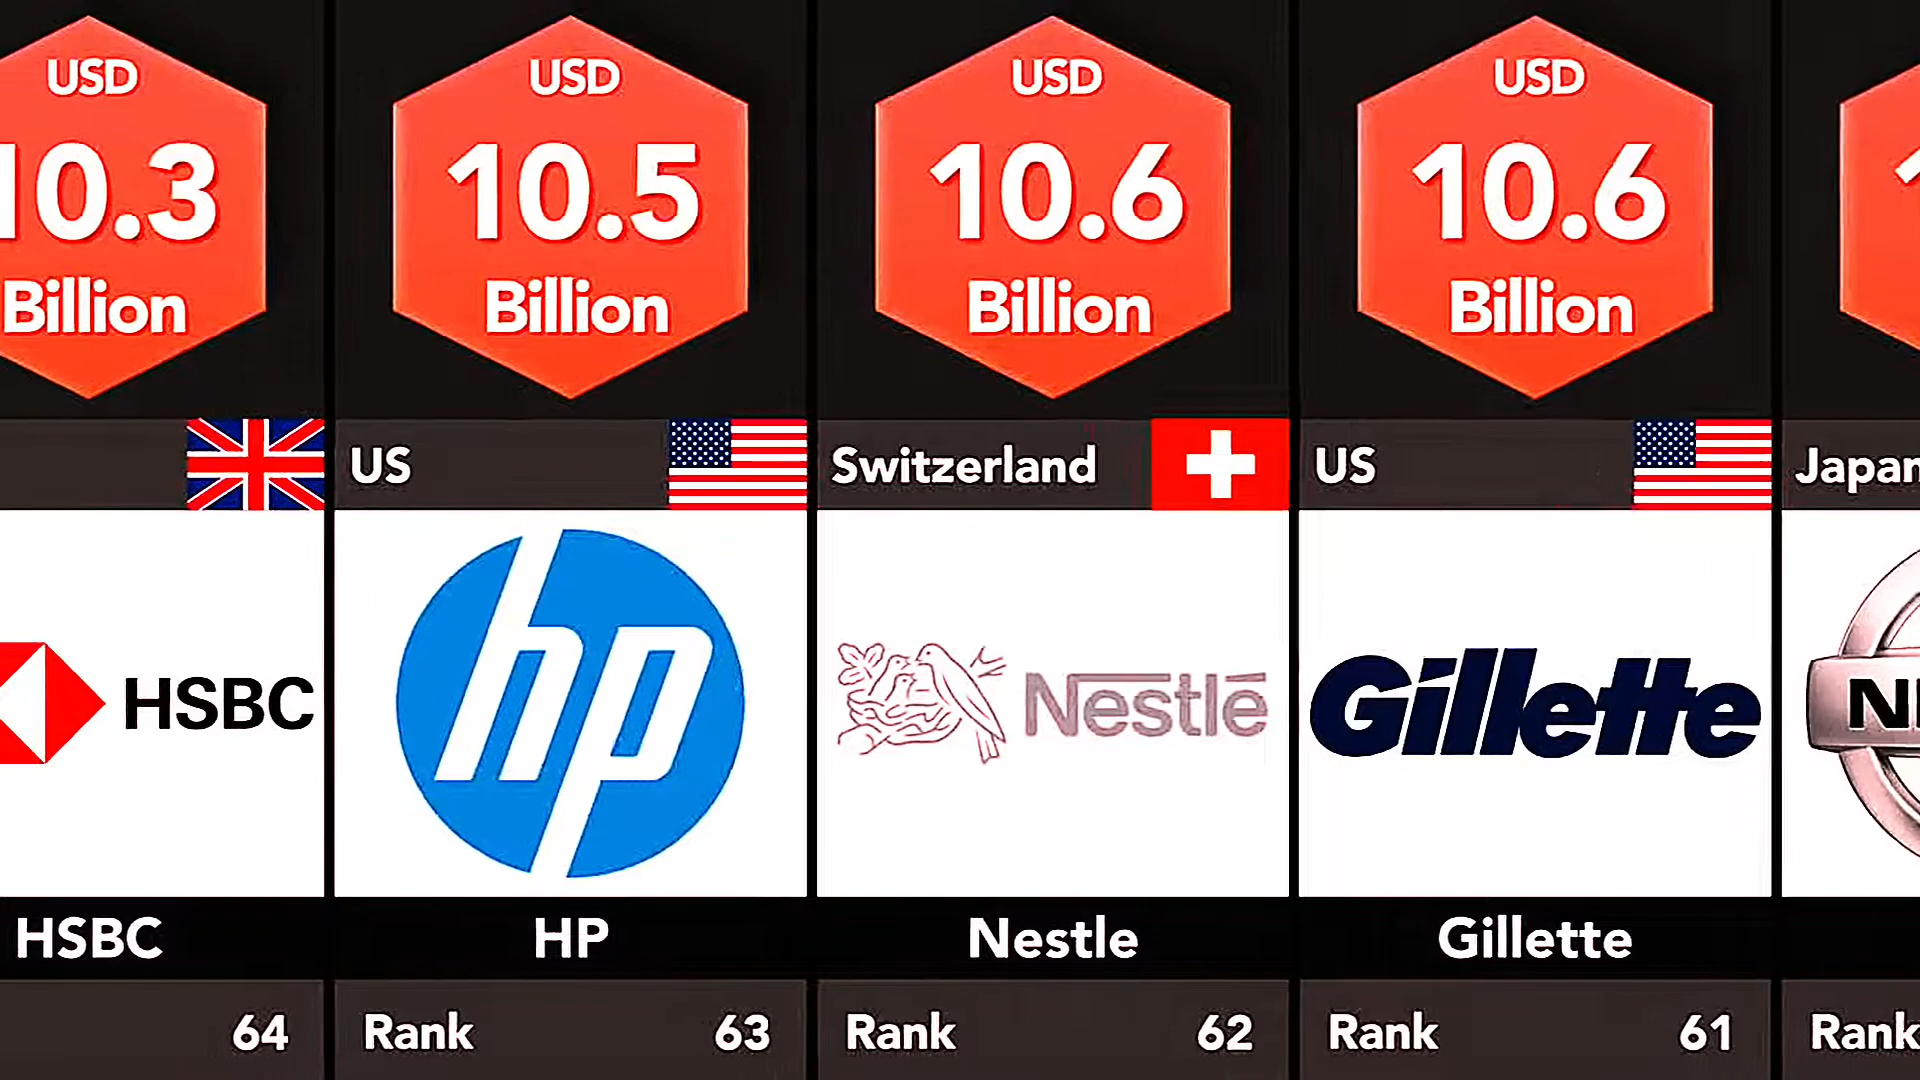 USD
10.3
Billion
HSBC
HSBC
64
USD
10.5
Billion
US
hp
HP
Rank 63
USD
10.6
Billion
Switzerland
Nestlé
Nestle
Rank 62
USD
10.6
Billion
US
Gillette
Gillette
Rank 61
Japan
Rank